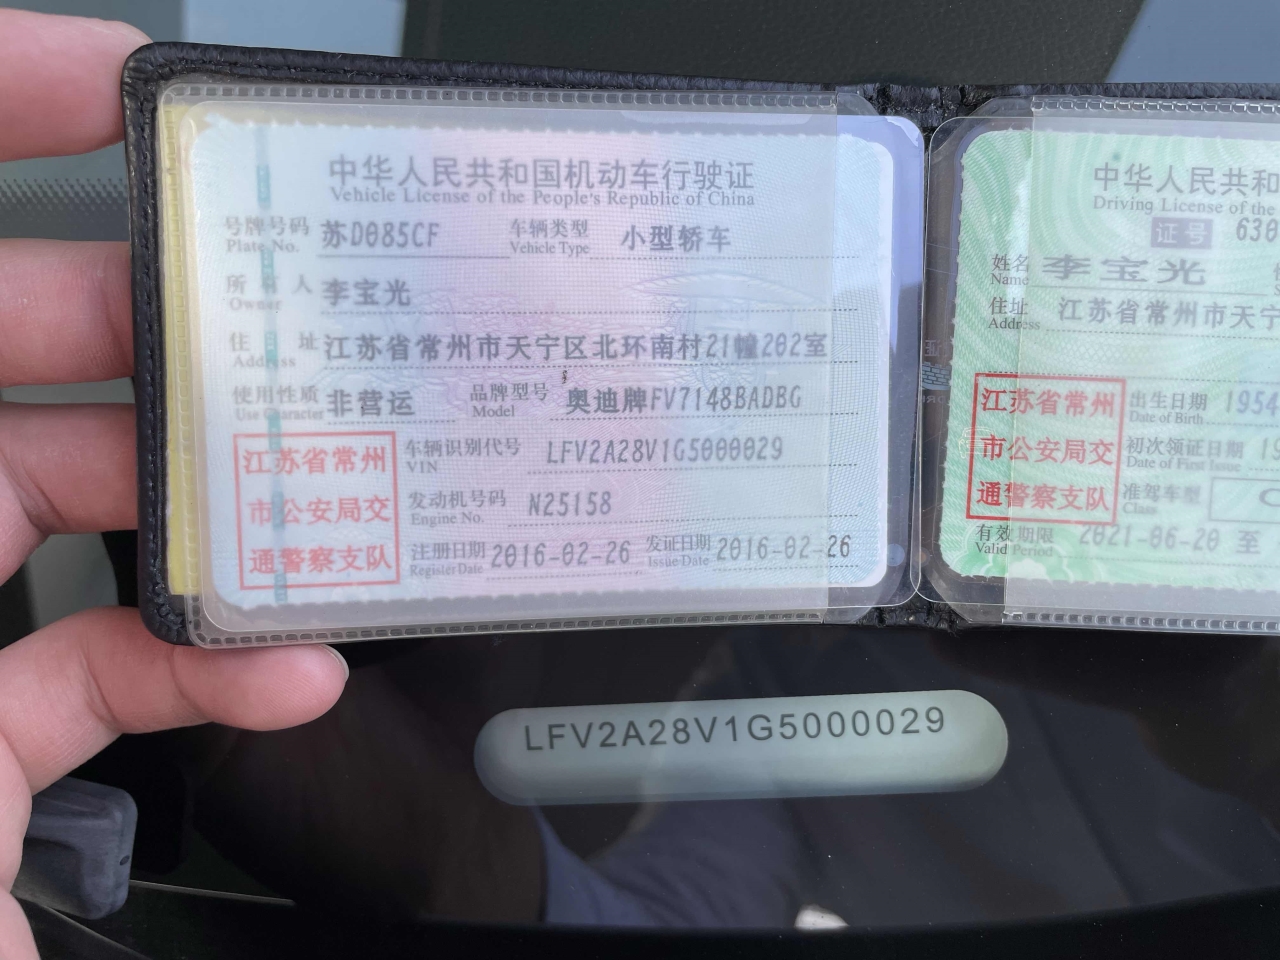 中华人民共和国机动车行驶证
Vehicle License of the People's Republic of China
号牌号码 苏D085CF 车辆类型 小型轿车
Plate No. Vehicle Type
所有人 李宝光
Owner
住址 江苏省常州市天宁区北环南村21幢202室
Address
使用性质 非营运 品牌型号 奥迪牌FV7148BADBG
Use Character Model
江苏省常州
市公安局交
通警察支队
车辆识别代号 LFV2A28V1G5000029
VIN
发动机号码 N25158
Engine No.
注册日期 2016-02-26 发证日期 2016-02-26
Register Date Issue Date
中华人民共和
Driving License of the
证号 630
姓名 李宝光
Name
住址 江苏省常州市天宁
Address
江苏省常州
市公安局交
通警察支队
出生日期 1954
Date of Birth
初次领证日期 19
Date of First Issue
准驾车型 C
Class
有效期限 2021-06-20 至
Valid Period
LFV2A28V1G5000029